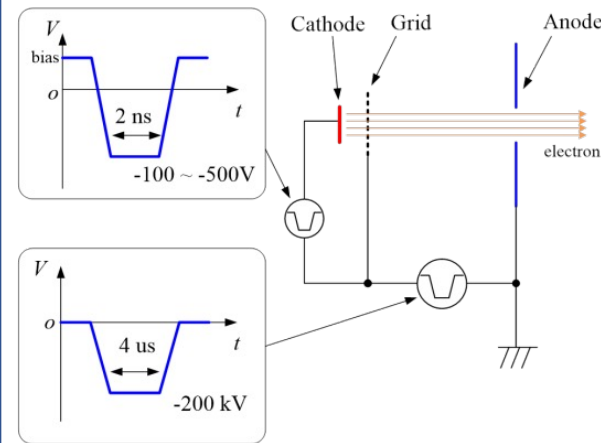 V
bias
o
2 ns
t
-100 ~ -500V
Cathode
Grid
Anode
electron
V
o
4 us
t
-200 kV